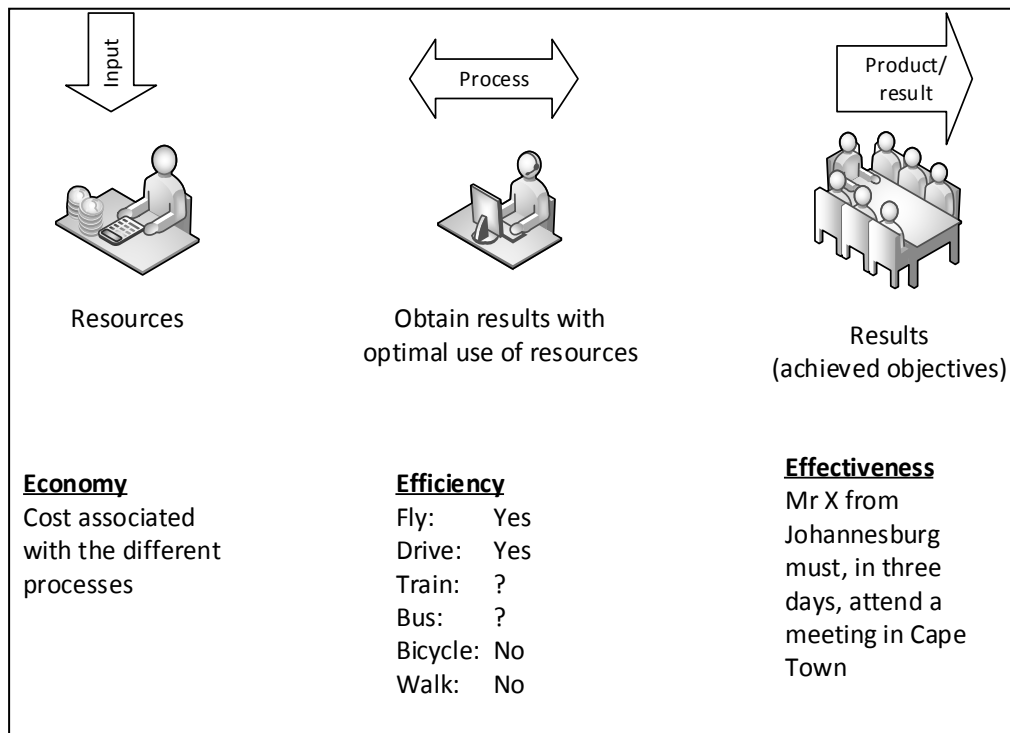 Input
Process
Product/
result
Resources
Obtain results with
optimal use of resources
Results
(achieved objectives)
Economy
Cost associated
with the different
processes
Efficiency
Fly: Yes
Drive: Yes
Train: ?
Bus: ?
Bicycle: No
Walk: No
Effectiveness
Mr X from
Johannesburg
must, in three
days, attend a
meeting in Cape
Town